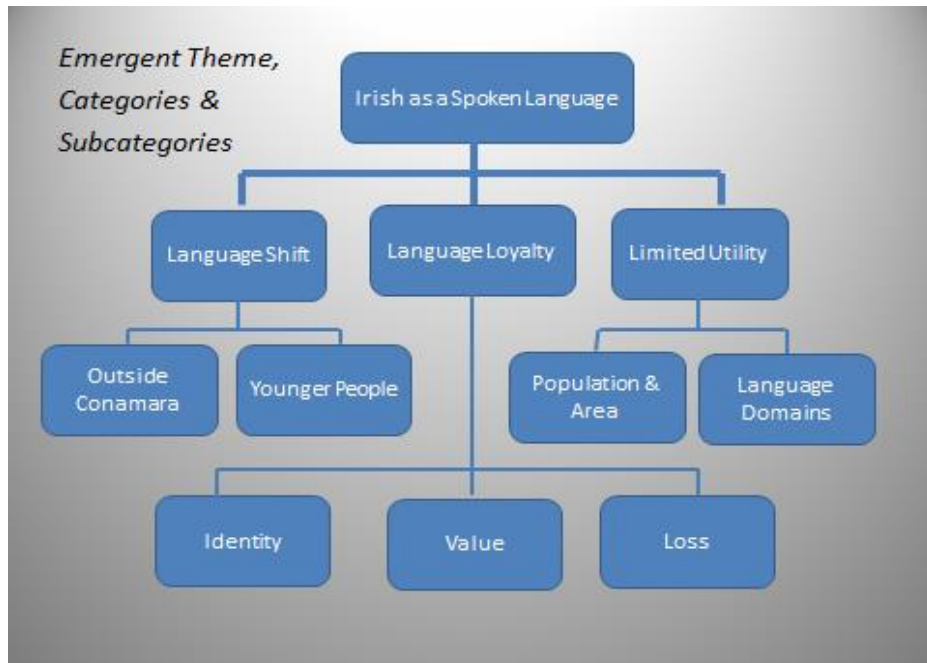 Emergent Theme,
Categories &
Subcategories
Irish as a Spoken Language
Language Shift
Language Loyalty
Limited Utility
Outside
Conamara
Younger People
Population &
Area
Language
Domains
Identity
Value
Loss